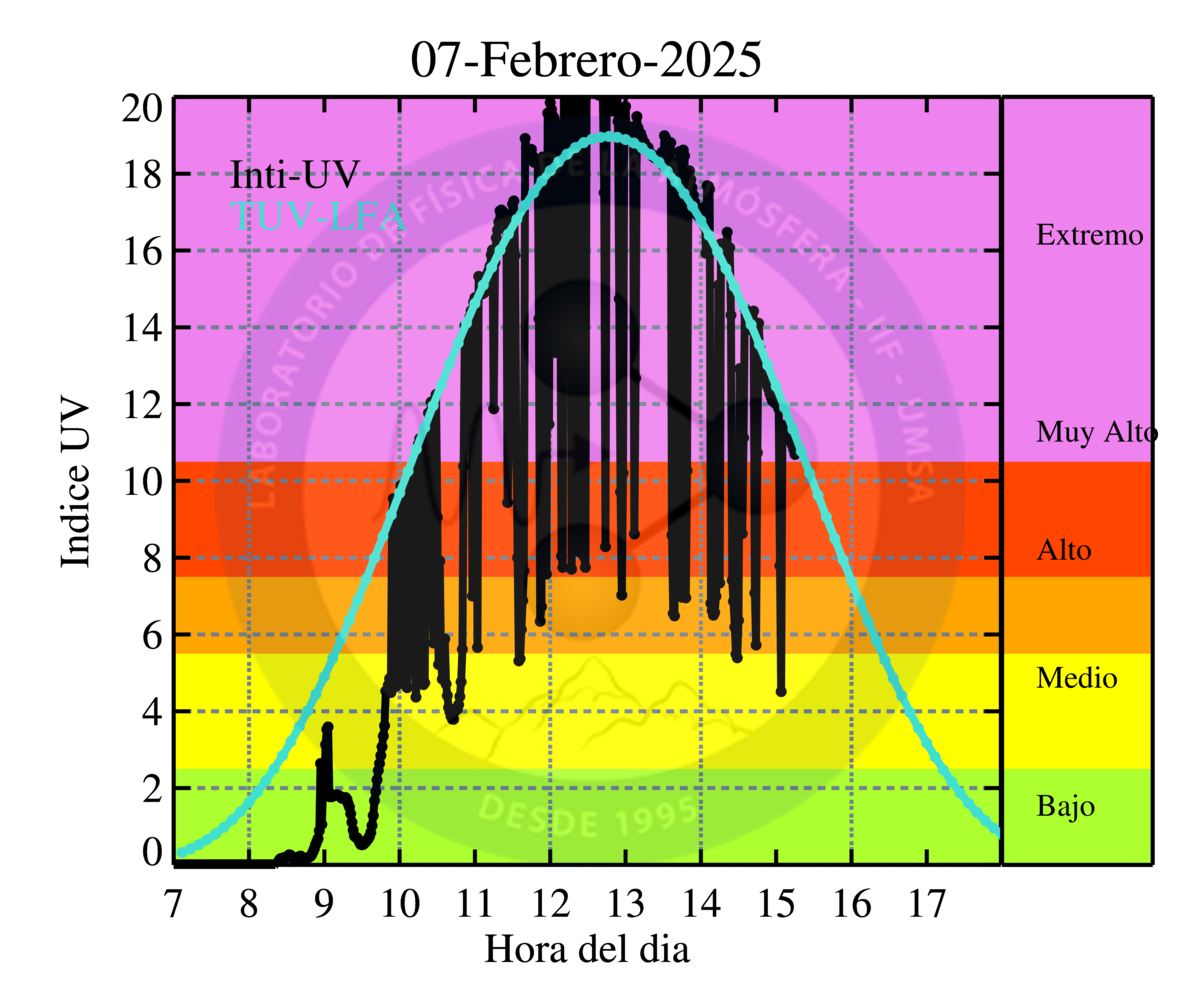 07-Febrero-2025
20
18
16
14
12
10
8
6
4
2
0
Indice UV
Inti-UV
TUV-LFA
LABORATORIO DE FÍSICA DE LA ATMÓSFERA - IIF - UMSA
DESDE 1995
Extremo
Muy Alto
Alto
Medio
Bajo
7 8 9 10 11 12 13 14 15 16 17
Hora del dia